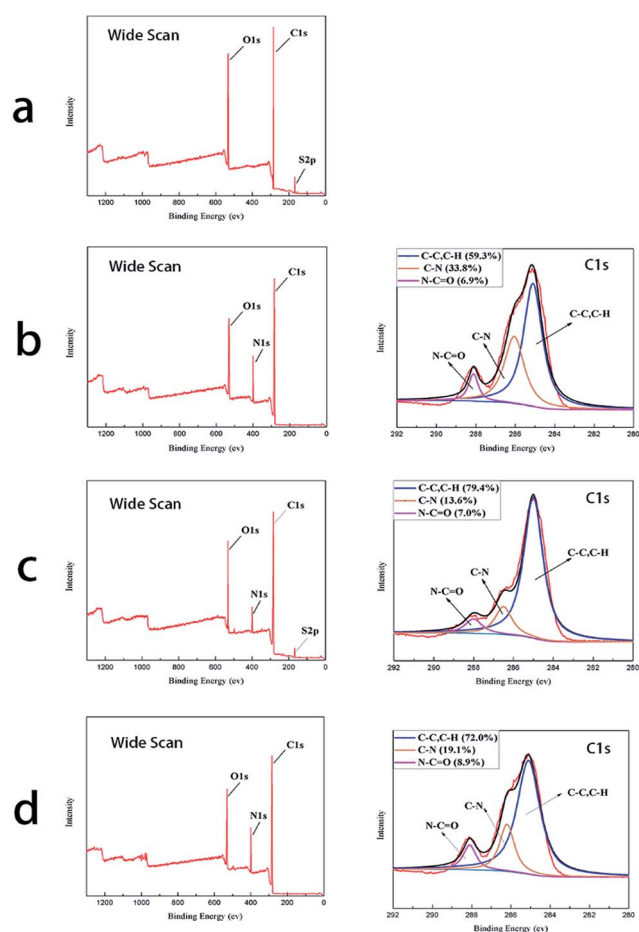 a
Wide Scan
C1s
O1s
S2p
Intensity
1200 1000 800 600 400 200 0
Binding Energy (ev)
b
Wide Scan
C1s
O1s
N1s
Intensity
1200 1000 800 600 400 200 0
Binding Energy (ev)
C-C,C-H (59.3%)
C-N (33.8%)
N-C=O (6.9%)
C1s
C-C,C-H
C-N
N-C=O
Intensity
292 290 288 286 284 282 280
Binding Energy (ev)
c
Wide Scan
C1s
O1s
N1s
S2p
Intensity
1200 1000 800 600 400 200 0
Binding Energy (ev)
C-C,C-H (79.4%)
C-N (13.6%)
N-C=O (7.0%)
C1s
C-C,C-H
C-N
N-C=O
Intensity
292 290 288 286 284 282 280
Binding Energy (ev)
d
Wide Scan
C1s
O1s
N1s
Intensity
1200 1000 800 600 400 200 0
Binding Energy (ev)
C-C,C-H (72.0%)
C-N (19.1%)
N-C=O (8.9%)
C1s
C-C,C-H
C-N
N-C=O
Intensity
292 290 288 286 284 282 280
Binding Energy (ev)